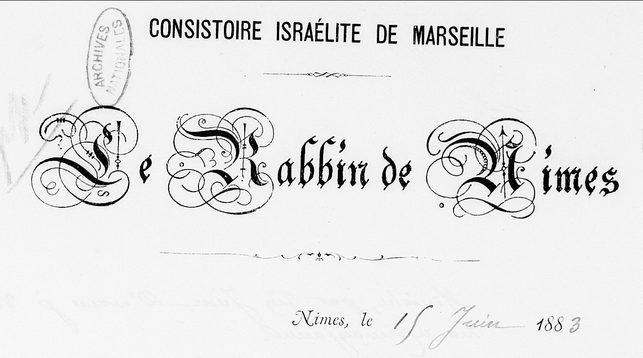 CONSISTOIRE ISRAÉLITE DE MARSEILLE
ARCHIVES
NATIONALES
Le Rabbin de Nimes
Nimes, le 15 Juin 1883